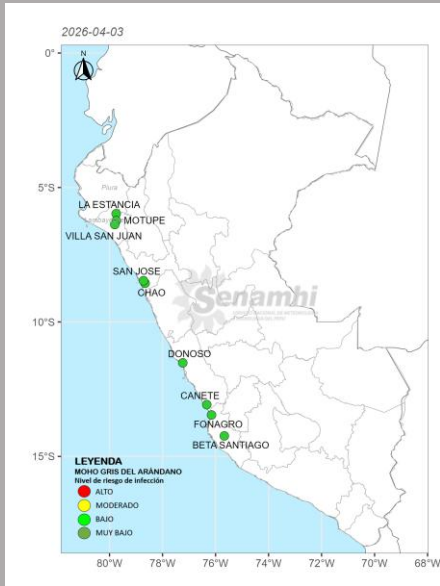 2026-04-03
N
0°
5°S
10°S
15°S
Piura
LA ESTANCIA
MOTUPE
VILLA SAN JUAN
SAN JOSE
CHAO
Senamhi
DONOSO
CANETE
FONAGRO
BETA SANTIAGO
LEYENDA
MOHO GRIS DEL ARÁNDANO
Nivel de riesgo de infección
ALTO
MODERADO
BAJO
MUY BAJO
80°W 78°W 76°W 74°W 72°W 70°W 68°W